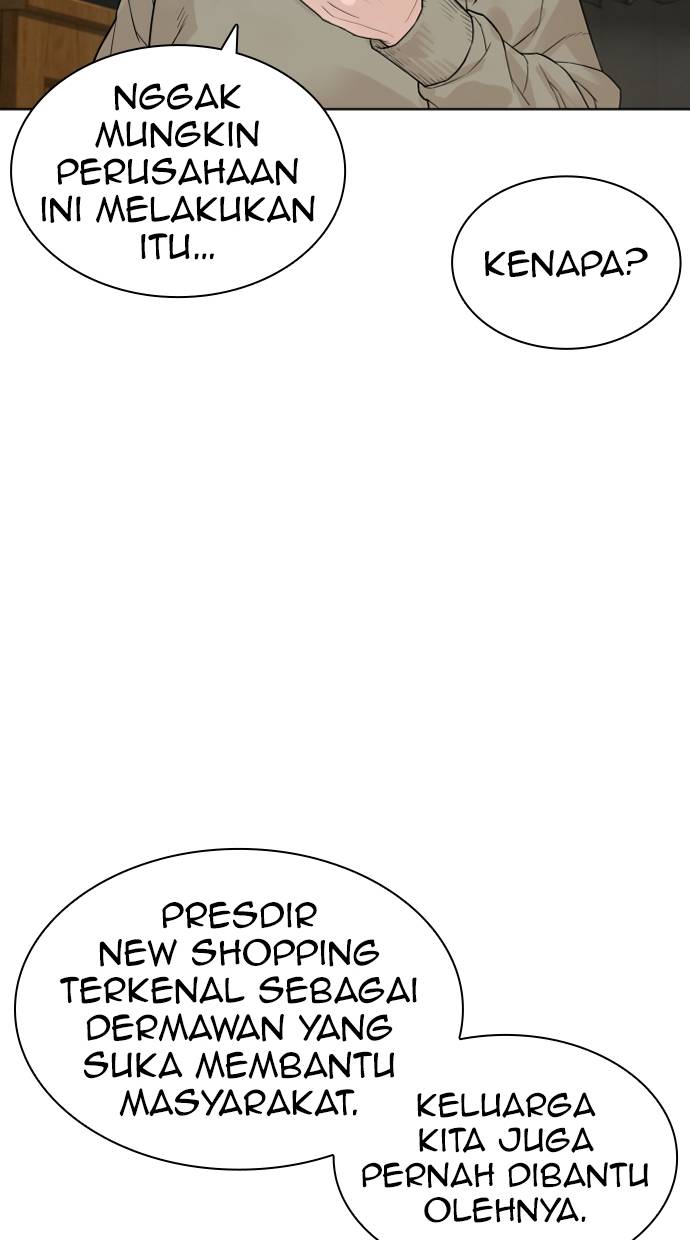 NGGAK
MUNGKIN
PERUSAHAAN
INI MELAKUKAN
ITU...
KENAPA?
PRESDIR
NEW SHOPPING
TERKENAL SEBAGAI
DERMAWAN YANG
SUKA MEMBANTU
MASYARAKAT.
KELUARGA
KITA JUGA
PERNAH DIBANTU
OLEHNYA.